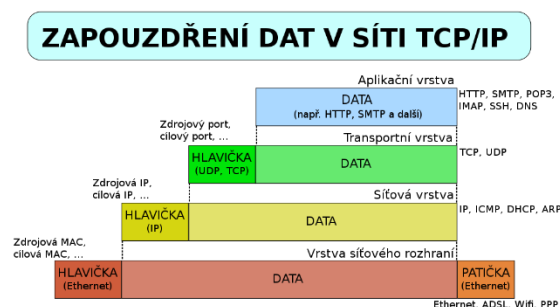 ZAPOUZDŘENÍ DAT V SÍTI TCP/IP
Aplikační vrstva
DATA
(např. HTTP, SMTP a další)
HTTP, SMTP, POP3,
IMAP, SSH, DNS
Zdrojový port,
cílový port, ...
Transportní vrstva
HLAVIČKA
(UDP, TCP)
DATA
TCP, UDP
Zdrojová IP,
cílová IP, ...
Síťová vrstva
HLAVIČKA
(IP)
DATA
IP, ICMP, DHCP, ARP
Zdrojová MAC,
cílová MAC, ...
Vrstva síťového rozhraní
HLAVIČKA
(Ethernet)
DATA
PATIČKA
(Ethernet)
Ethernet, ADSL, Wifi, PPP